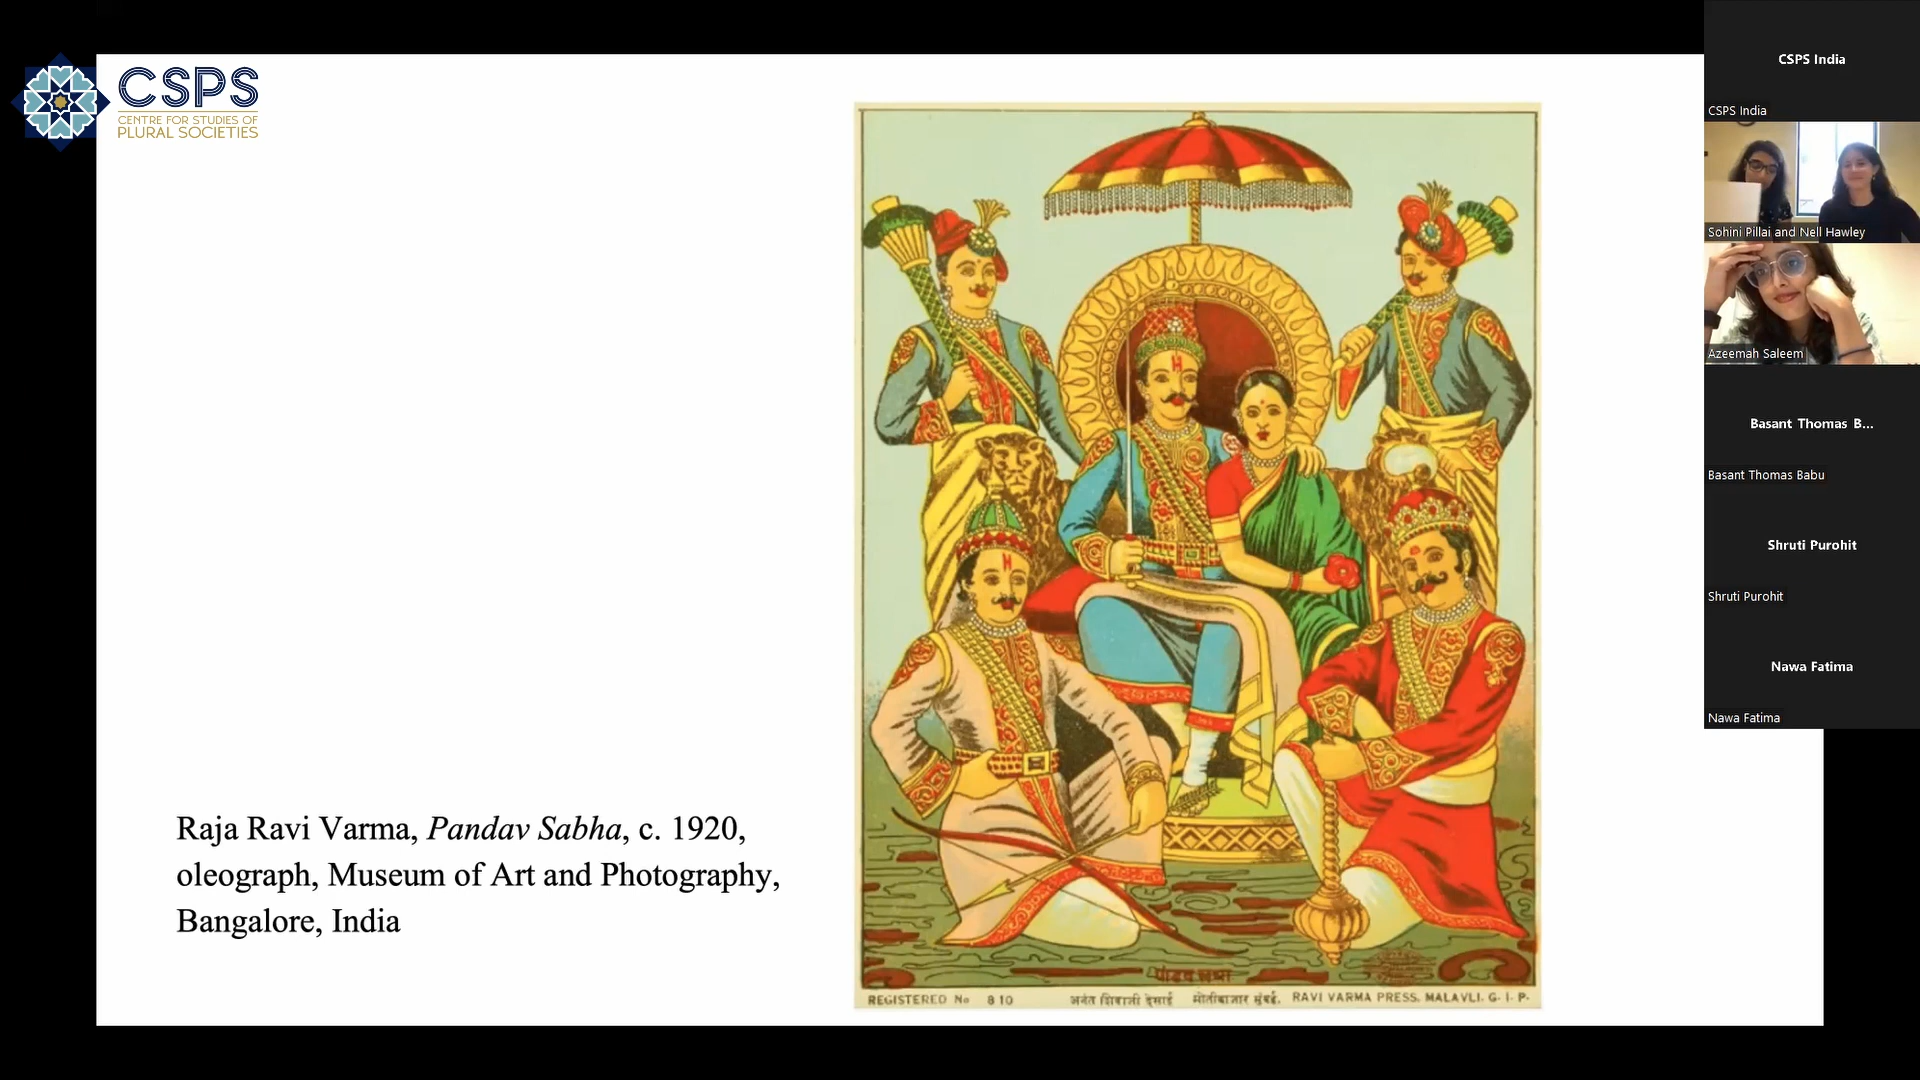 CSPS
CENTRE FOR STUDIES OF
PLURAL SOCIETIES
Raja Ravi Varma, Pandav Sabha, c. 1920,
oleograph, Museum of Art and Photography,
Bangalore, India
पांडव सभा
REGISTERED No 810 अनंत शिवाजी देसाई मोतीबाजार मुंबई. RAVI VARMA PRESS. MALAVLI. G. I. P.
CSPS India
CSPS India
Sohini Pillai and Nell Hawley
Azeemah Saleem
Basant Thomas B...
Basant Thomas Babu
Shruti Purohit
Shruti Purohit
Nawa Fatima
Nawa Fatima